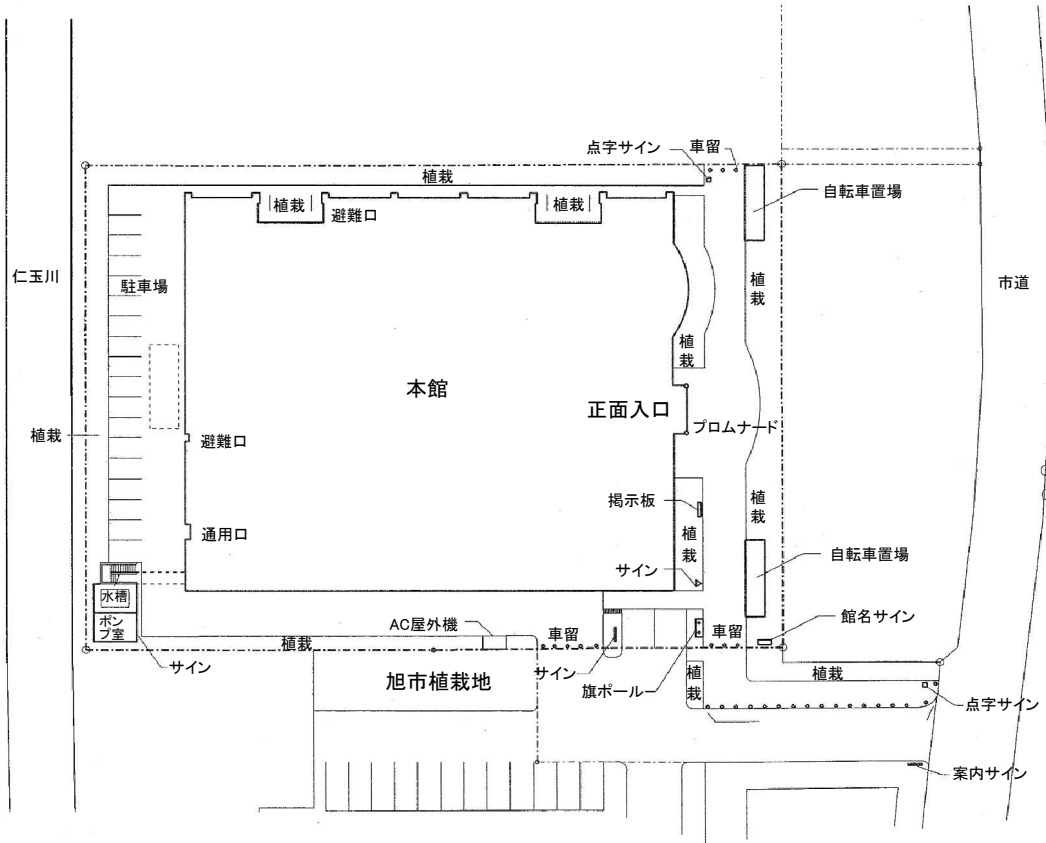 点字サイン
車留
植栽
自転車置場
植栽
避難口
植栽
仁玉川
駐車場
植
栽
市道
植
栽
本館
正面入口
プロムナード
植栽
避難口
掲示板
植
栽
通用口
植
栽
サイン
自転車置場
水槽
ポン
プ室
AC屋外機
車留
車留
館名サイン
植栽
サイン
サイン
旭市植栽地
旗ポール
植
栽
植栽
点字サイン
案内サイン